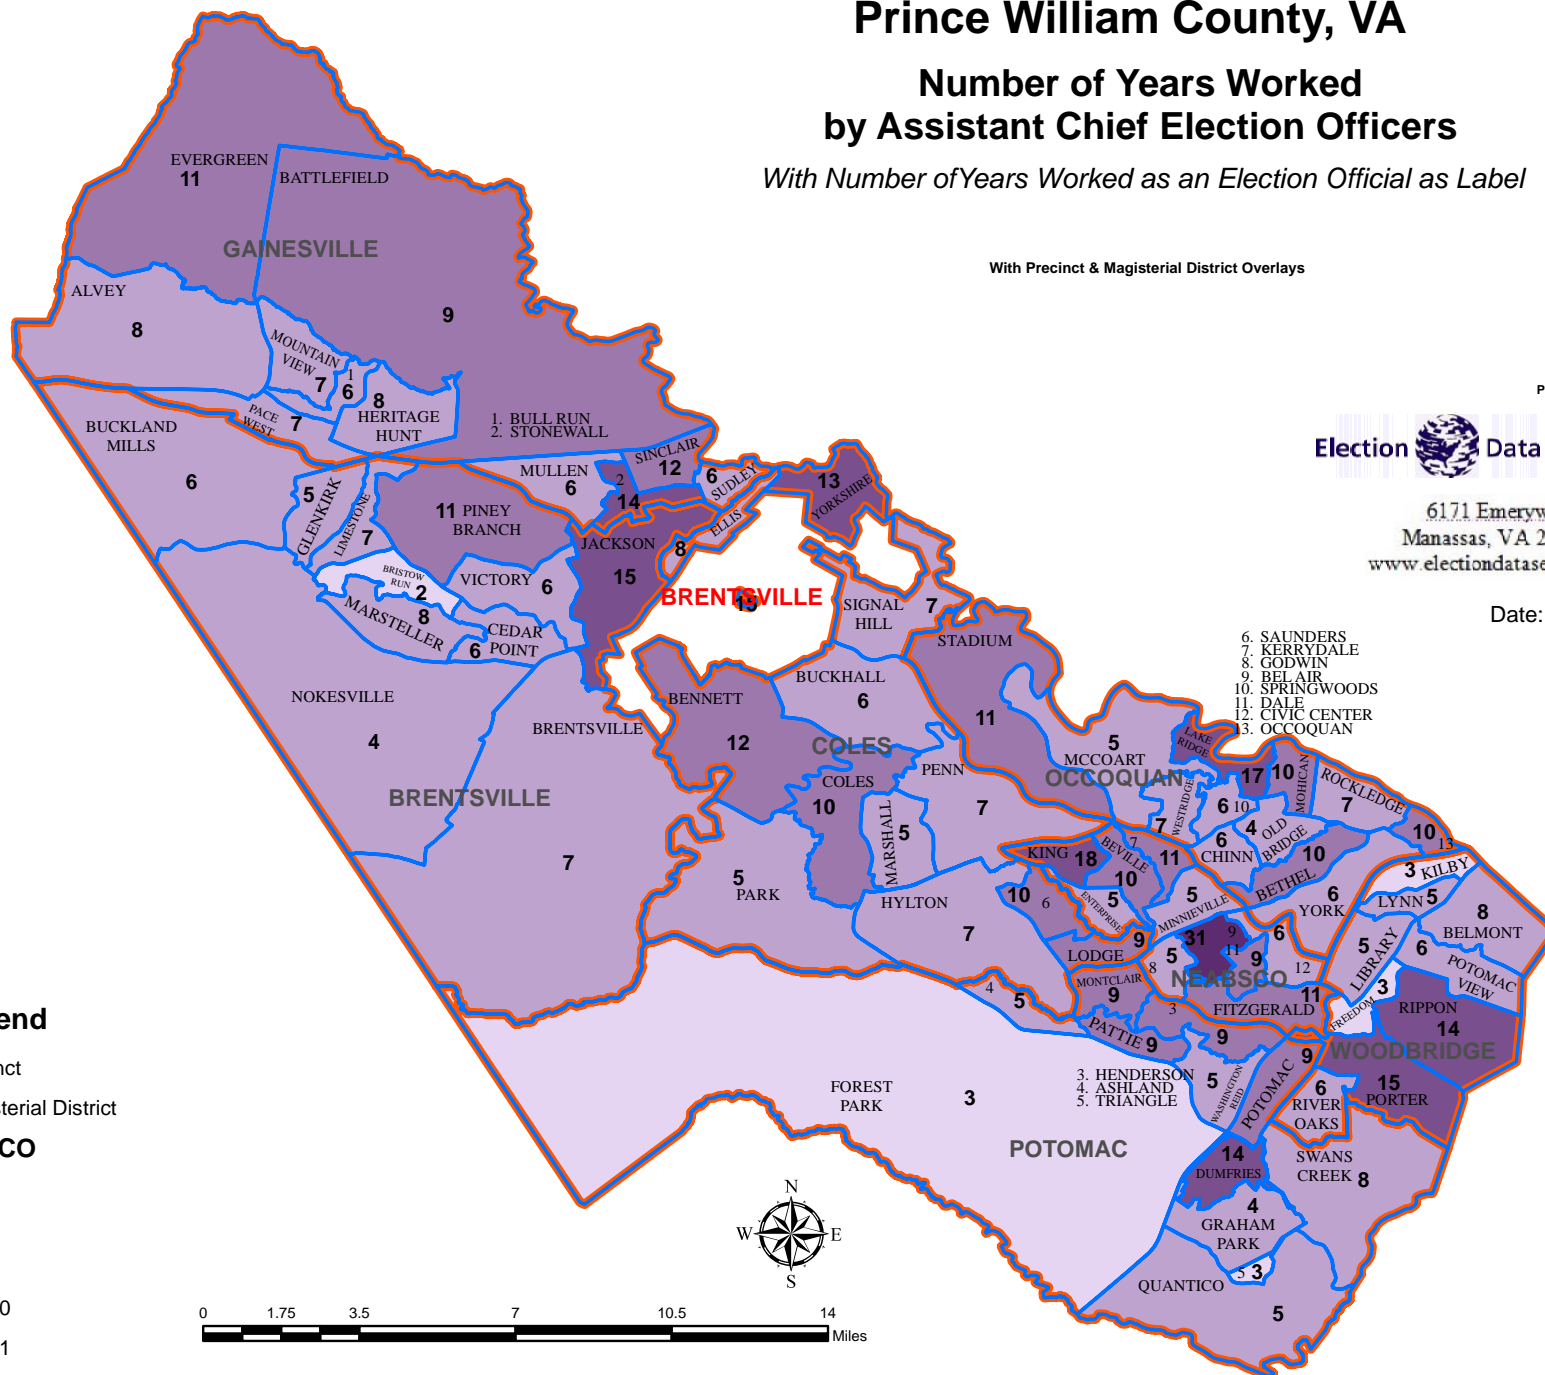 Prince William County, VA
Number of Years Worked
by Assistant Chief Election Officers
With Number ofYears Worked as an Election Official as Label
With Precinct & Magisterial District Overlays
P
Election Data
6171 Emeryw
Manassas, VA 2
www.electiondatase
Date:
EVERGREEN
11
BATTLEFIELD
GAINESVILLE
9
ALVEY
8
MOUNTAIN
VIEW
7
1
6
8
HERITAGE
HUNT
PACE
WEST
7
BUCKLAND
MILLS
6
1. BULL RUN
2. STONEWALL
SINCLAIR
12
MULLEN
6
2
14
6
SUDLEY
13
YORKSHIRE
5
GLENKIRK
LIMESTONE
7
11 PINEY
BRANCH
JACKSON
15
ELLIS
8
BRISTOW
RUN
2
VICTORY 6
MARSTELLER
8
CEDAR
POINT
6
BRENTSVILLE
15
SIGNAL
HILL
7
STADIUM
11
NOKESVILLE
4
BRENTSVILLE
BRENTSVILLE
7
BENNETT
12
BUCKHALL
6
COLES
COLES
10
PENN
7
MARSHALL
5
5
PARK
HYLTON
7
6. SAUNDERS
7. KERRYDALE
8. GODWIN
9. BEL AIR
10. SPRINGWOODS
11. DALE
12. CIVIC CENTER
13. OCCOQUAN
5
MCCOART
OCCOQUAN
LAKE
RIDGE
17
10
MOHICAN
ROCKLEDGE
7
WESTRIDGE
7
6 10
6
CHINN
4 OLD
BRIDGE
10
BETHEL
10
13
KING 18
BEVILLE
10
7
11
10 6
ENTERPRISE
5
5
MINNIEVILLE
LODGE
9
31 9
11
9
6
5
8
NEABSCO
12
FITZGERALD
11
6
YORK
3 KILBY
LYNN 5
8
BELMONT
5
LIBRARY
6
POTOMAC
VIEW
3
FREEDOM
RIPPON
14
WOODBRIDGE
15
PORTER
MONTCLAIR
9
3
9
PATTIE 9
4
5
3. HENDERSON
4. ASHLAND
5. TRIANGLE
5
WASHINGTON
REID
POTOMAC
9
6
RIVER
OAKS
FOREST
PARK
3
POTOMAC
14
DUMFRIES
SWANS
CREEK 8
4
GRAHAM
PARK
5 3
QUANTICO
5
end
nct
sterial District
CO
0
1
N
W E
S
0 1.75 3.5 7 10.5 14
Miles